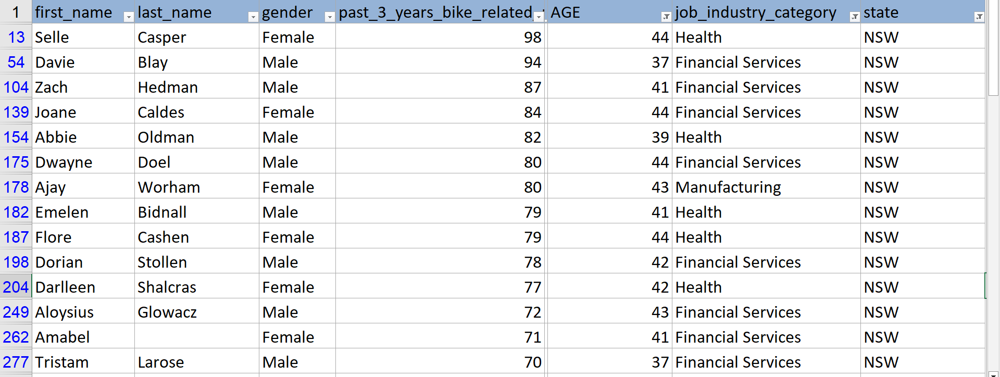 1 first_name last_name gender past_3_years_bike_related_ AGE job_industry_category state
13 Selle Casper Female 98 44 Health NSW
54 Davie Blay Male 94 37 Financial Services NSW
104 Zach Hedman Male 87 41 Financial Services NSW
139 Joane Caldes Female 84 44 Financial Services NSW
154 Abbie Oldman Male 82 39 Health NSW
175 Dwayne Doel Male 80 44 Financial Services NSW
178 Ajay Worham Female 80 43 Manufacturing NSW
182 Emelen Bidnall Male 79 41 Health NSW
187 Flore Cashen Female 79 44 Health NSW
198 Dorian Stollen Male 78 42 Financial Services NSW
204 Darlleen Shalcras Female 77 42 Health NSW
249 Aloysius Glowacz Male 72 43 Financial Services NSW
262 Amabel Female 71 41 Financial Services NSW
277 Tristam Larose Male 70 37 Financial Services NSW